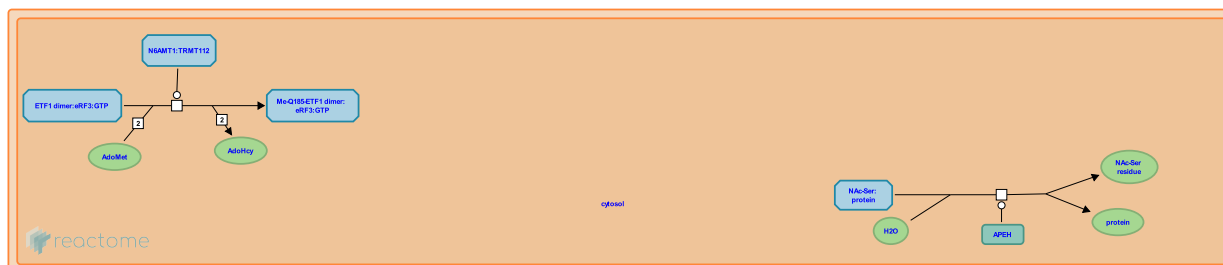 N6AMT1:TRMT112
ETF1 dimer:eRF3:GTP
Me-Q185-ETF1 dimer:
eRF3:GTP
2
2
AdoMet
AdoHcy
NAc-Ser
residue
NAc-Ser:
protein
cytosol
H2O
APEH
protein
reactome